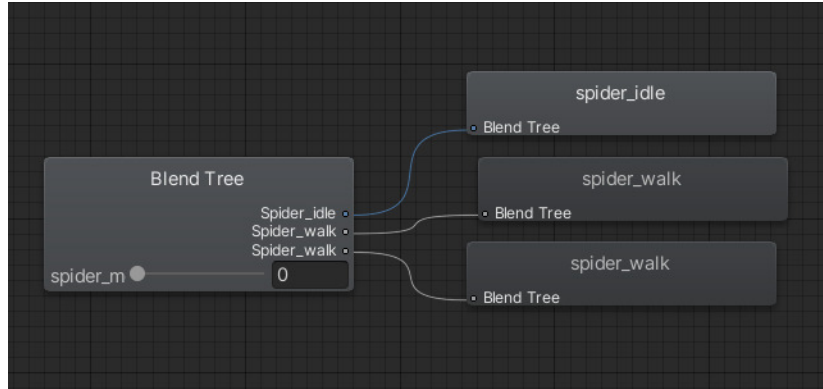 Blend Tree
Spider_idle
Spider_walk
Spider_walk
spider_m 0
spider_idle
Blend Tree
spider_walk
Blend Tree
spider_walk
Blend Tree